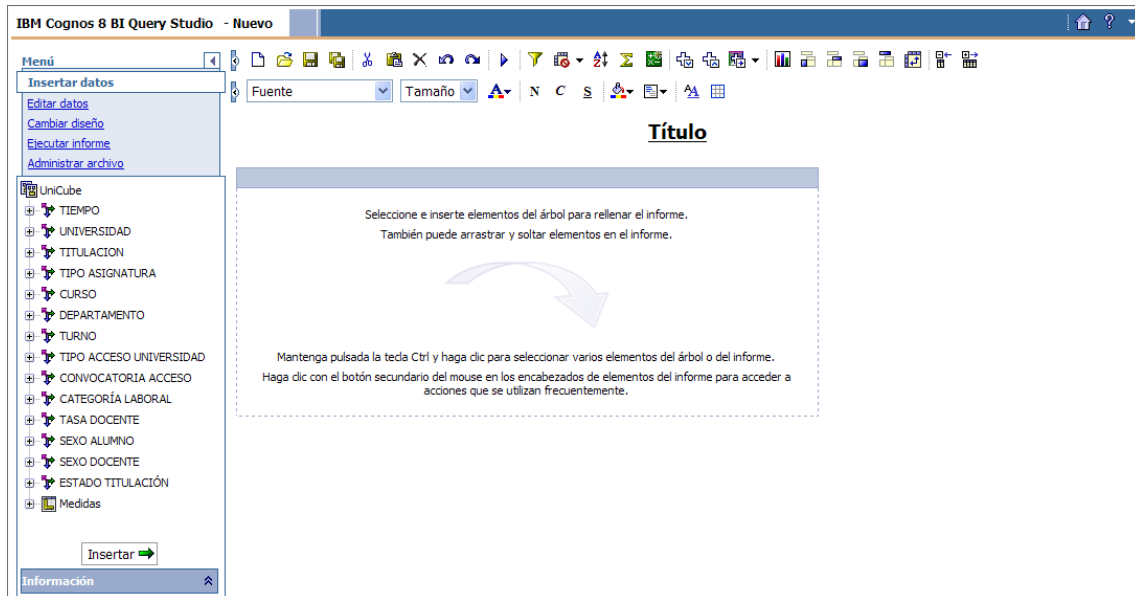 IBM Cognos 8 BI Query Studio - Nuevo
?
Menú
Insertar datos
Editar datos
Cambiar diseño
Ejecutar informe
Administrar archivo
Fuente Tamaño A N C S AA
Título
UniCube
TIEMPO
UNIVERSIDAD
TITULACION
TIPO ASIGNATURA
CURSO
DEPARTAMENTO
TURNO
TIPO ACCESO UNIVERSIDAD
CONVOCATORIA ACCESO
CATEGORÍA LABORAL
TASA DOCENTE
SEXO ALUMNO
SEXO DOCENTE
ESTADO TITULACIÓN
Medidas
Insertar
Información
Seleccione e inserte elementos del árbol para rellenar el informe.
También puede arrastrar y soltar elementos en el informe.
Mantenga pulsada la tecla Ctrl y haga clic para seleccionar varios elementos del árbol o del informe.
Haga clic con el botón secundario del mouse en los encabezados de elementos del informe para acceder a
acciones que se utilizan frecuentemente.